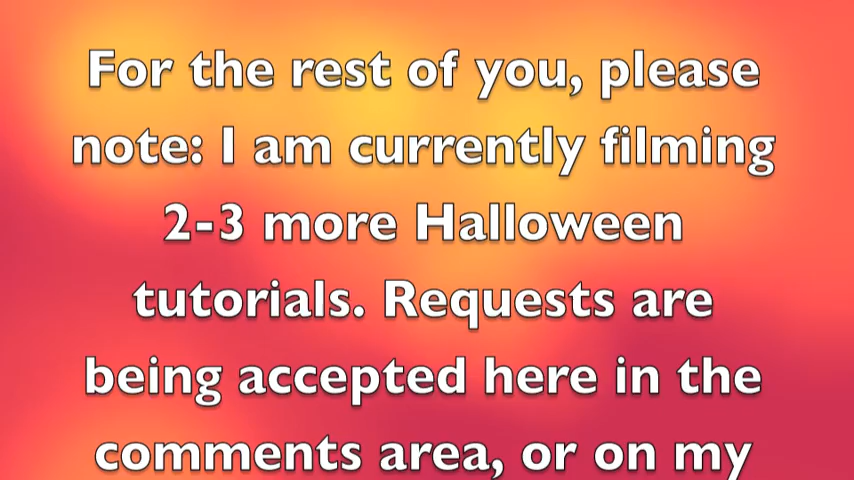 For the rest of you, please
note: I am currently filming
2-3 more Halloween
tutorials. Requests are
being accepted here in the
comments area, or on my